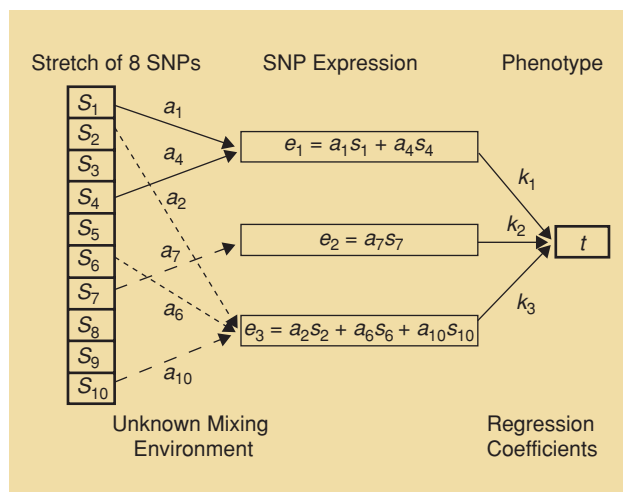 Stretch of 8 SNPs
SNP Expression
Phenotype
S1
S2
S3
S4
S5
S6
S7
S8
S9
S10
a1
a4
a2
a7
a6
a10
e1 = a1s1 + a4s4
e2 = a7s7
e3 = a2s2 + a6s6 + a10s10
k1
k2
k3
t
Unknown Mixing
Environment
Regression
Coefficients